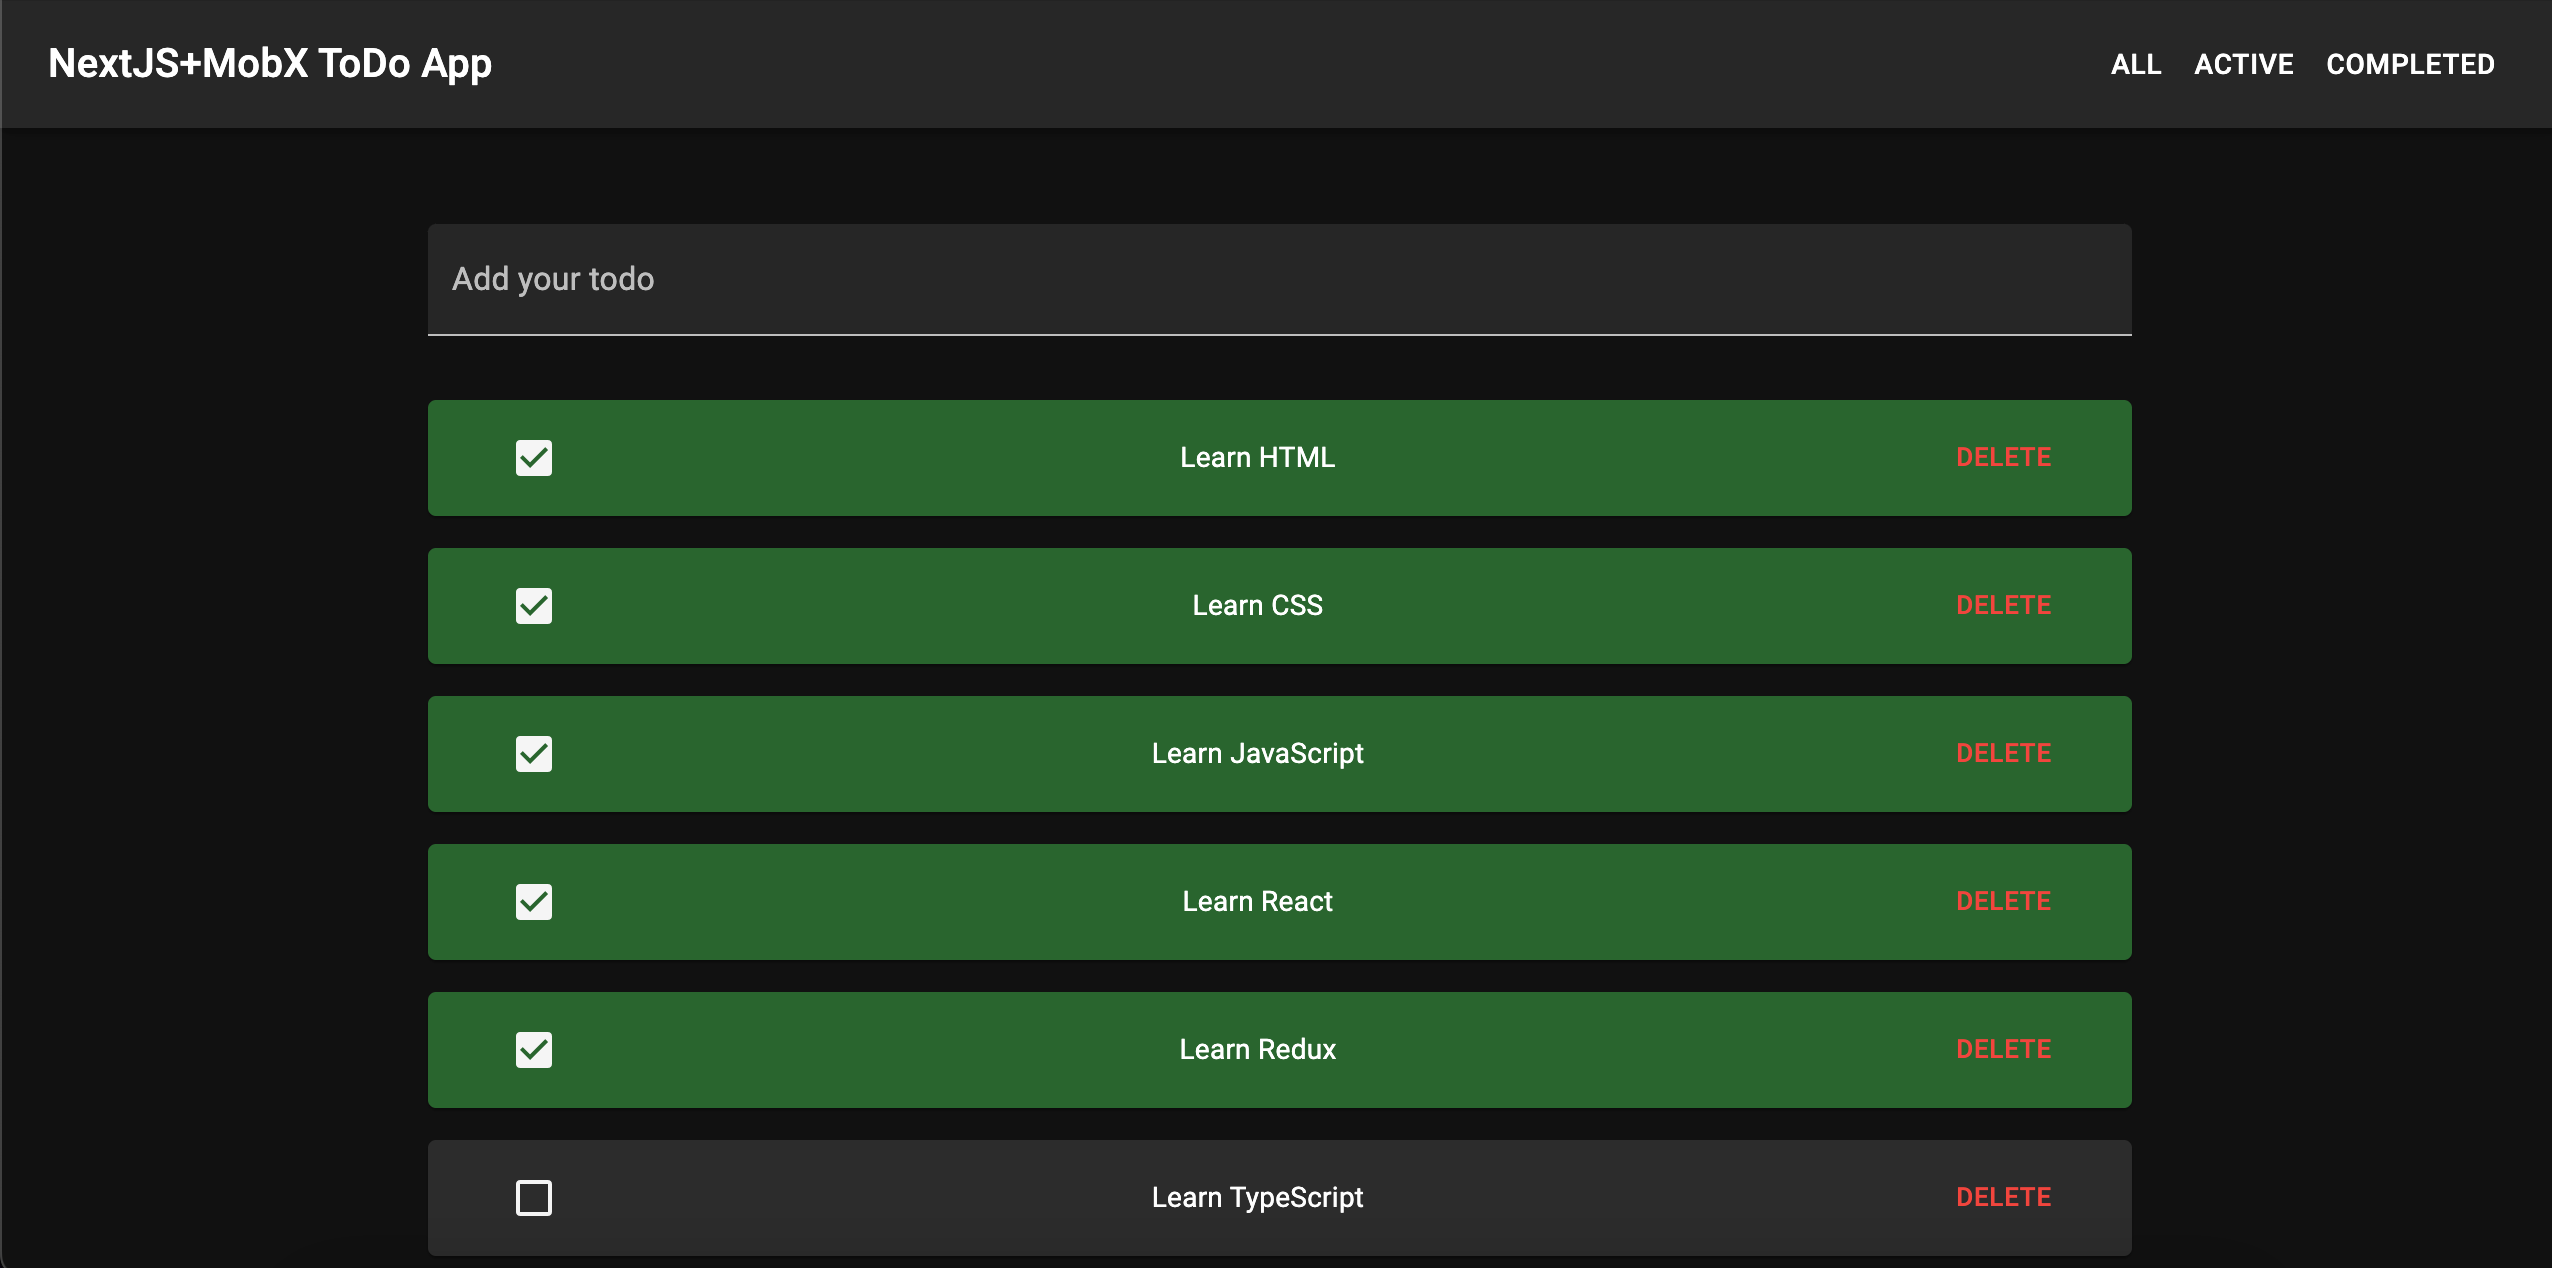 NextJS+MobX ToDo App
ALL ACTIVE COMPLETED
Add your todo
Learn HTML DELETE
Learn CSS DELETE
Learn JavaScript DELETE
Learn React DELETE
Learn Redux DELETE
Learn TypeScript DELETE